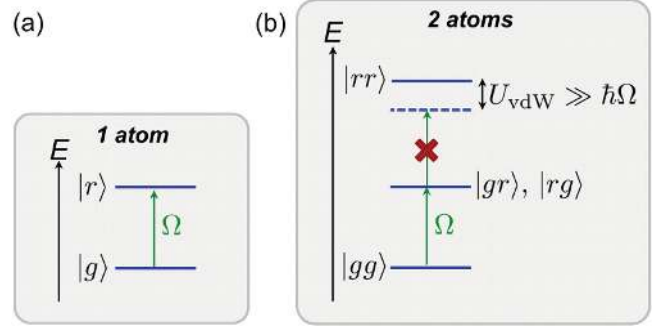 (a)
1 atom
E
|r⟩
Ω
|g⟩
(b)
2 atoms
E
|rr⟩
U_vdW ≫ ħΩ
|gr⟩, |rg⟩
Ω
|gg⟩